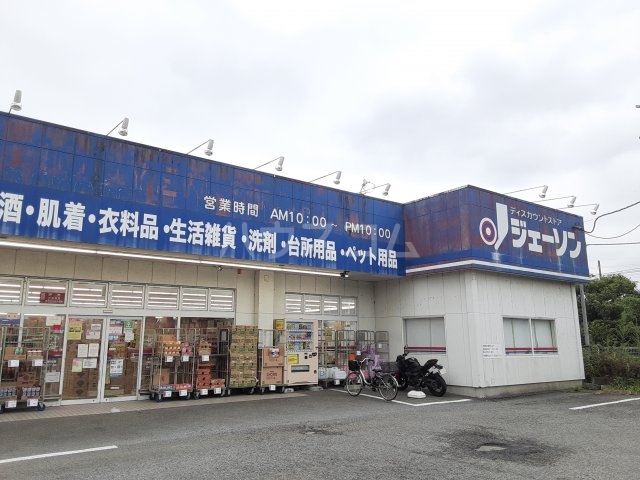 営業時間 AM10:00~PM10:00
酒・肌着・衣料品・生活雑貨・洗剤・台所用品・ペット用品
ディスカウントストア
ジェーソン